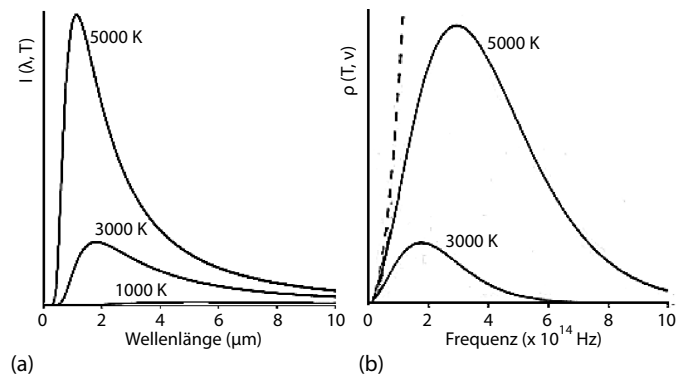 I (λ, T)
5000 K
3000 K
1000 K
0 2 4 6 8 10
Wellenlänge (µm)
(a)
ρ (T, ν)
5000 K
3000 K
0 2 4 6 8 10
Frequenz (x 10¹⁴ Hz)
(b)